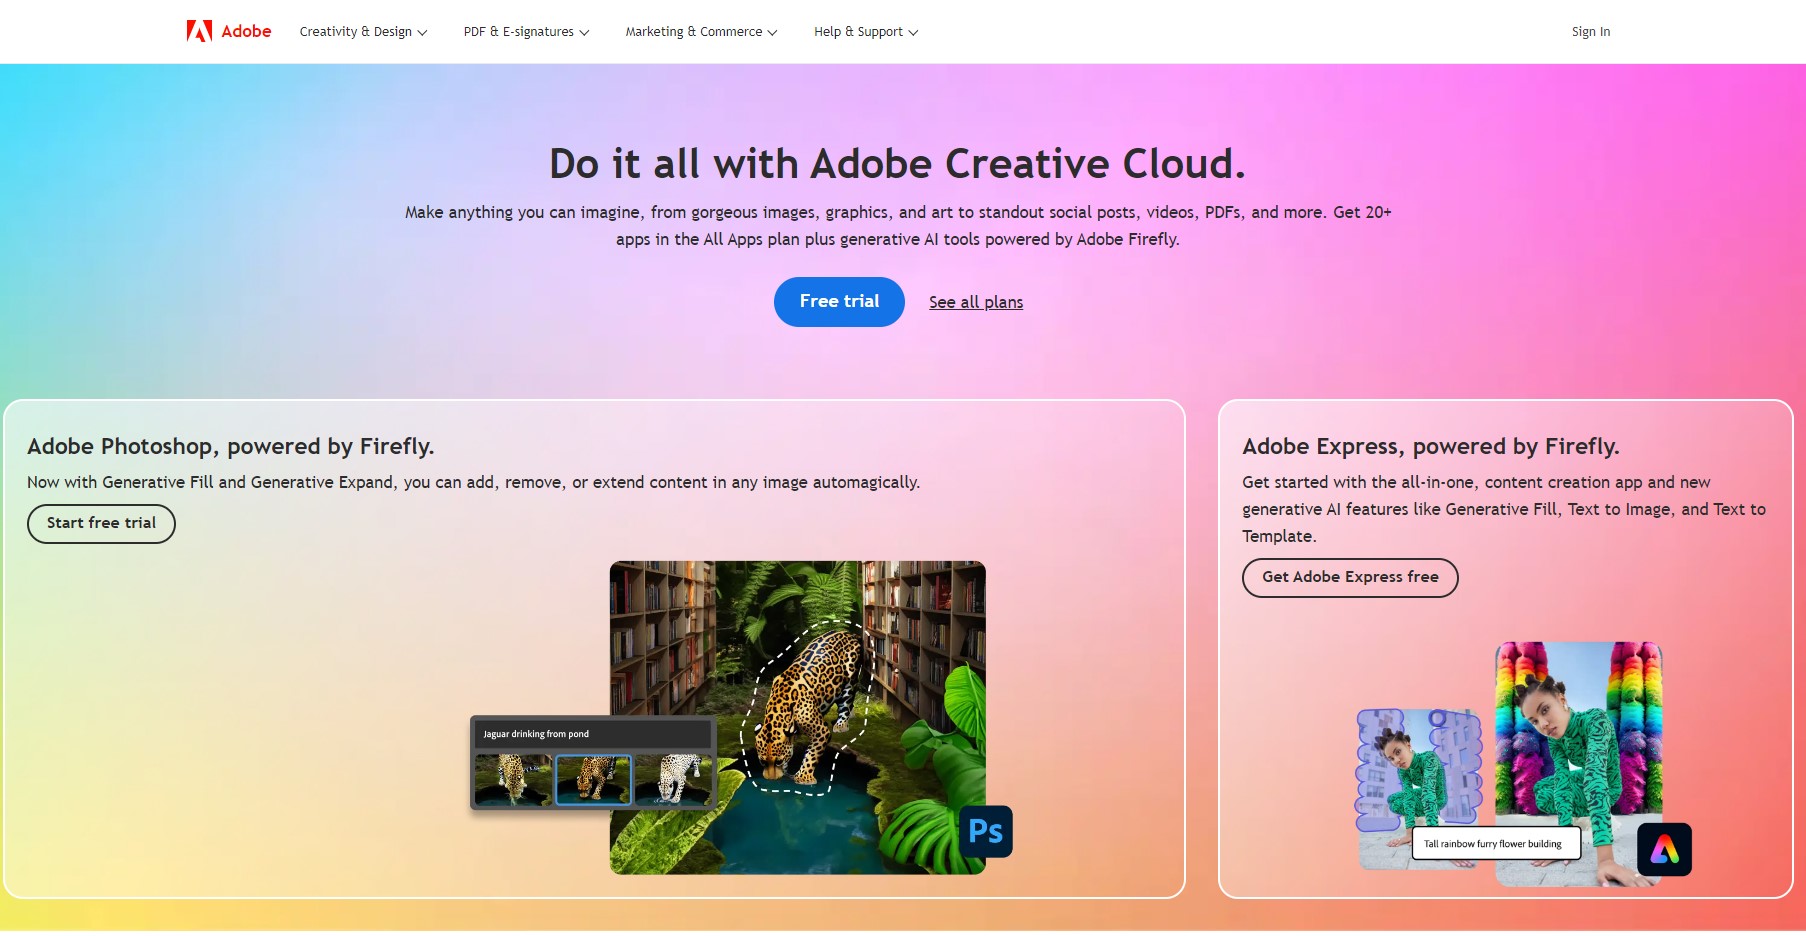 Adobe
Creativity & Design
PDF & E-signatures
Marketing & Commerce
Help & Support
Sign In
Do it all with Adobe Creative Cloud.
Make anything you can imagine, from gorgeous images, graphics, and art to standout social posts, videos, PDFs, and more. Get 20+
apps in the All Apps plan plus generative AI tools powered by Adobe Firefly.
Free trial
See all plans
Adobe Photoshop, powered by Firefly.
Now with Generative Fill and Generative Expand, you can add, remove, or extend content in any image automagically.
Start free trial
Jaguar drinking from pond
Ps
Adobe Express, powered by Firefly.
Get started with the all-in-one, content creation app and new
generative AI features like Generative Fill, Text to Image, and Text to
Template.
Get Adobe Express free
Tall rainbow furry flower building